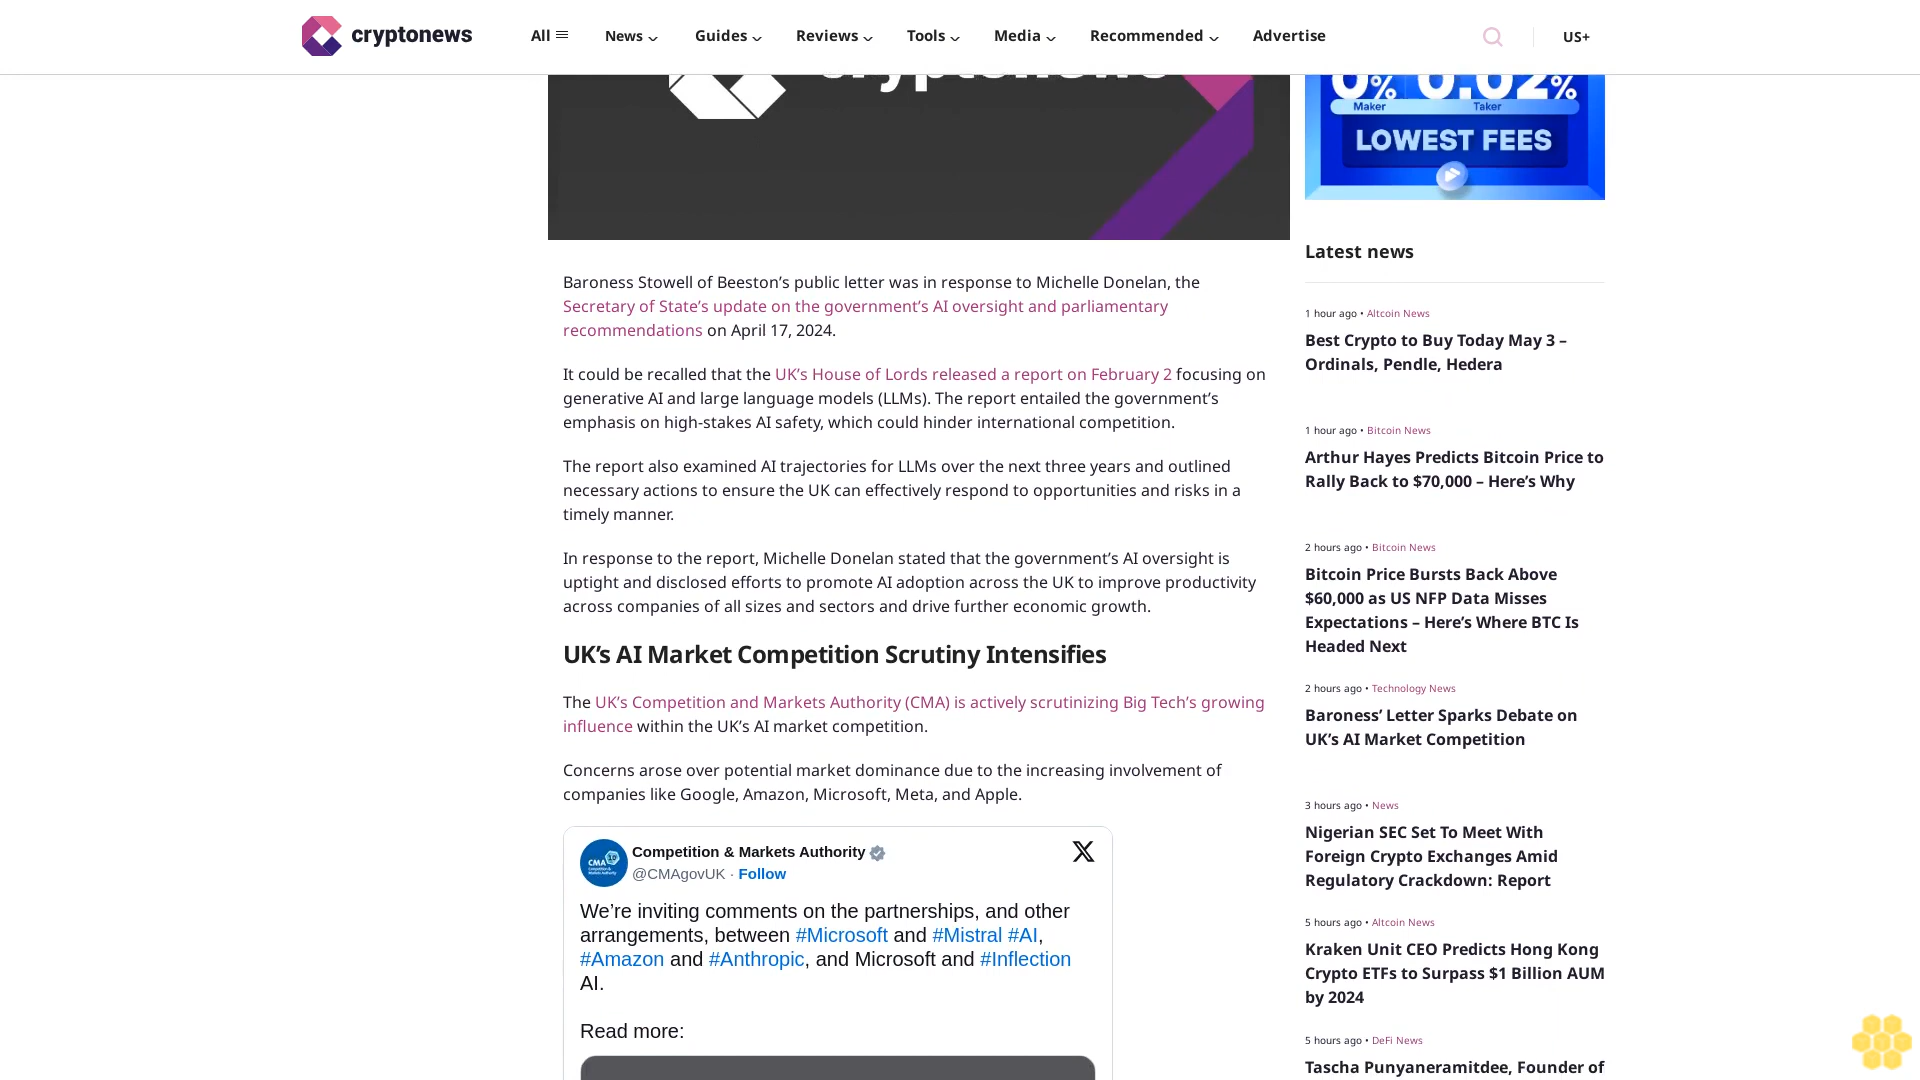 cryptonews
All
News
Guides
Reviews
Tools
Media
Recommended
Advertise
US+
Maker
Taker
LOWEST FEES
Baroness Stowell of Beeston’s public letter was in response to Michelle Donelan, the
Secretary of State’s update on the government’s AI oversight and parliamentary
recommendations on April 17, 2024.
It could be recalled that the UK’s House of Lords released a report on February 2 focusing on
generative AI and large language models (LLMs). The report entailed the government’s
emphasis on high-stakes AI safety, which could hinder international competition.
The report also examined AI trajectories for LLMs over the next three years and outlined
necessary actions to ensure the UK can effectively respond to opportunities and risks in a
timely manner.
In response to the report, Michelle Donelan stated that the government’s AI oversight is
uptight and disclosed efforts to promote AI adoption across the UK to improve productivity
across companies of all sizes and sectors and drive further economic growth.
UK’s AI Market Competition Scrutiny Intensifies
The UK’s Competition and Markets Authority (CMA) is actively scrutinizing Big Tech’s growing
influence within the UK’s AI market competition.
Concerns arose over potential market dominance due to the increasing involvement of
companies like Google, Amazon, Microsoft, Meta, and Apple.
CMA
Competition & Markets Authority
@CMAgovUK · Follow
We’re inviting comments on the partnerships, and other
arrangements, between #Microsoft and #Mistral #AI,
#Amazon and #Anthropic, and Microsoft and #Inflection
AI.
Read more:
Latest news
1 hour ago • Altcoin News
Best Crypto to Buy Today May 3 –
Ordinals, Pendle, Hedera
1 hour ago • Bitcoin News
Arthur Hayes Predicts Bitcoin Price to
Rally Back to $70,000 – Here’s Why
2 hours ago • Bitcoin News
Bitcoin Price Bursts Back Above
$60,000 as US NFP Data Misses
Expectations – Here’s Where BTC Is
Headed Next
2 hours ago • Technology News
Baroness’ Letter Sparks Debate on
UK’s AI Market Competition
3 hours ago • News
Nigerian SEC Set To Meet With
Foreign Crypto Exchanges Amid
Regulatory Crackdown: Report
5 hours ago • Altcoin News
Kraken Unit CEO Predicts Hong Kong
Crypto ETFs to Surpass $1 Billion AUM
by 2024
5 hours ago • DeFi News
Tascha Punyaneramitdee, Founder of